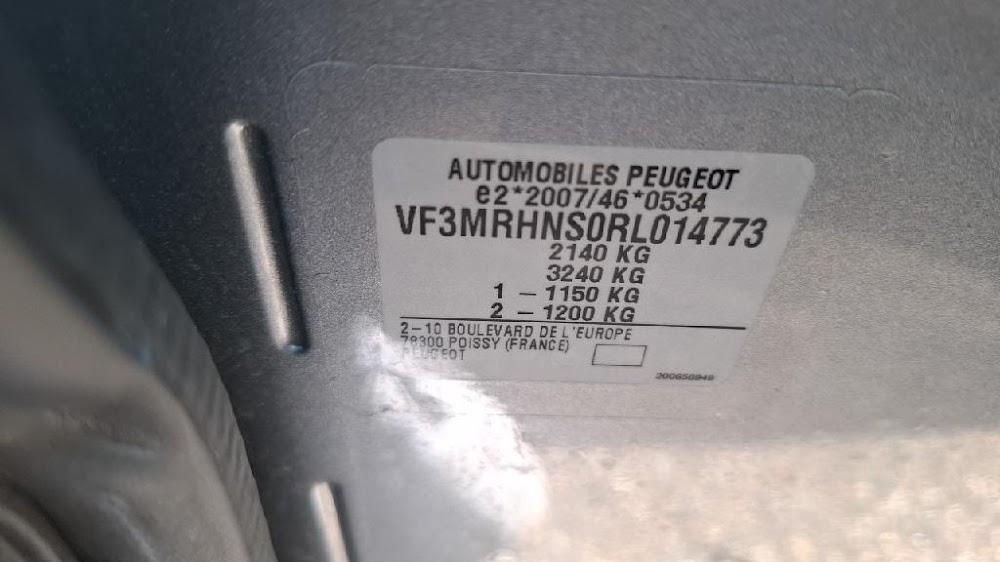 AUTOMOBILES PEUGEOT
e2*2007/46*0534
VF3MRHNS0RL014773
2140 KG
3240 KG
1 – 1150 KG
2 – 1200 KG
2–10 BOULEVARD DE L'EUROPE
78300 POISSY (FRANCE)
PEUGEOT